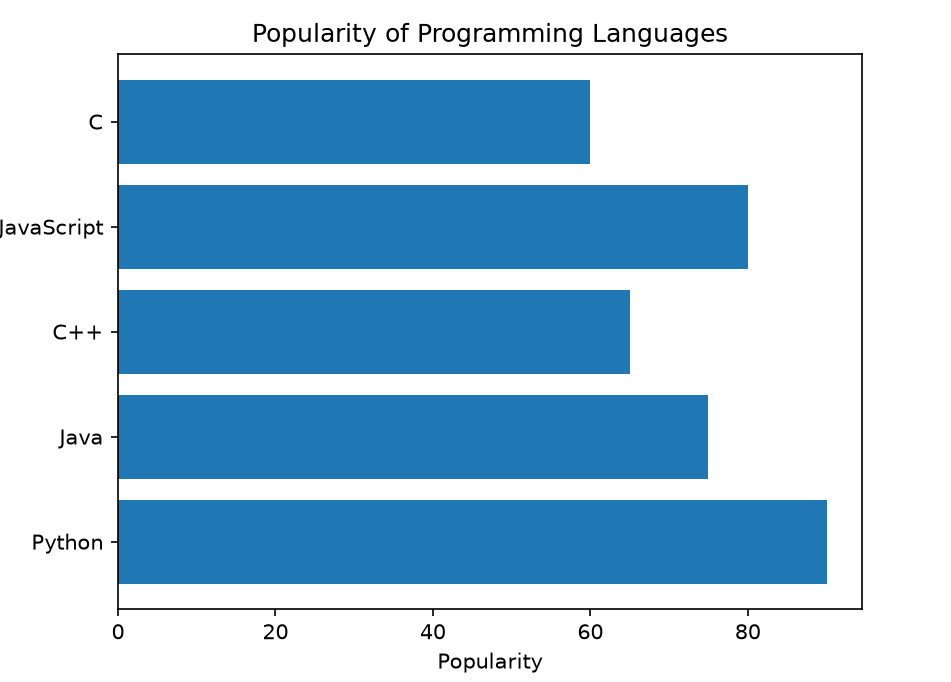 Popularity of Programming Languages
C
JavaScript
C++
Java
Python
0 20 40 60 80
Popularity